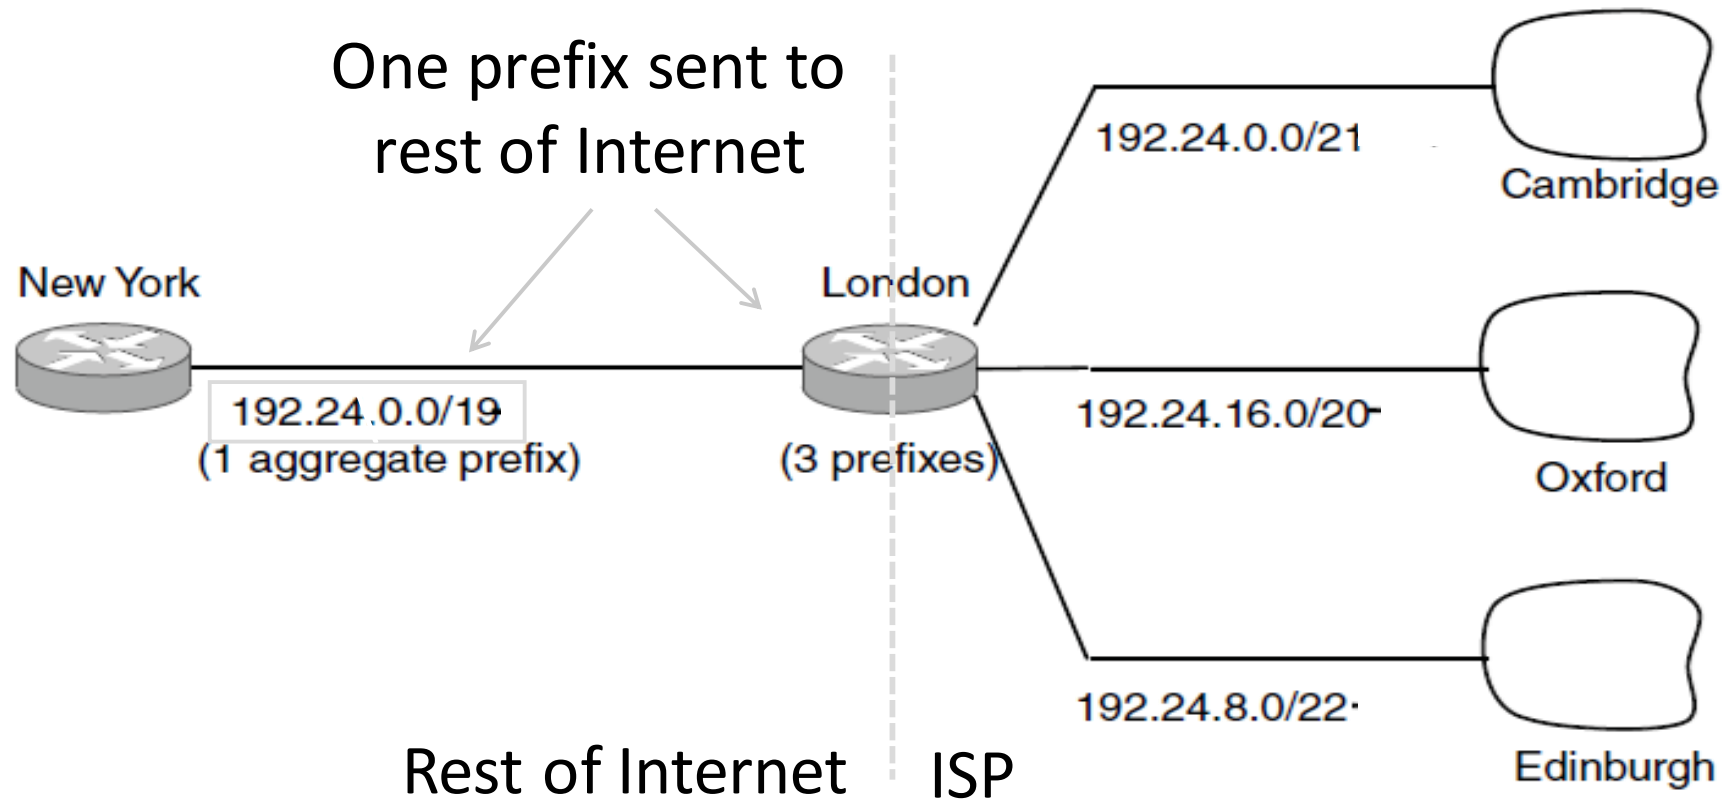 One prefix sent to
rest of Internet
192.24.0.0/21
Cambridge
New York
London
192.24.0.0/19
(1 aggregate prefix)
(3 prefixes)
192.24.16.0/20
Oxford
192.24.8.0/22
Rest of Internet
ISP
Edinburgh